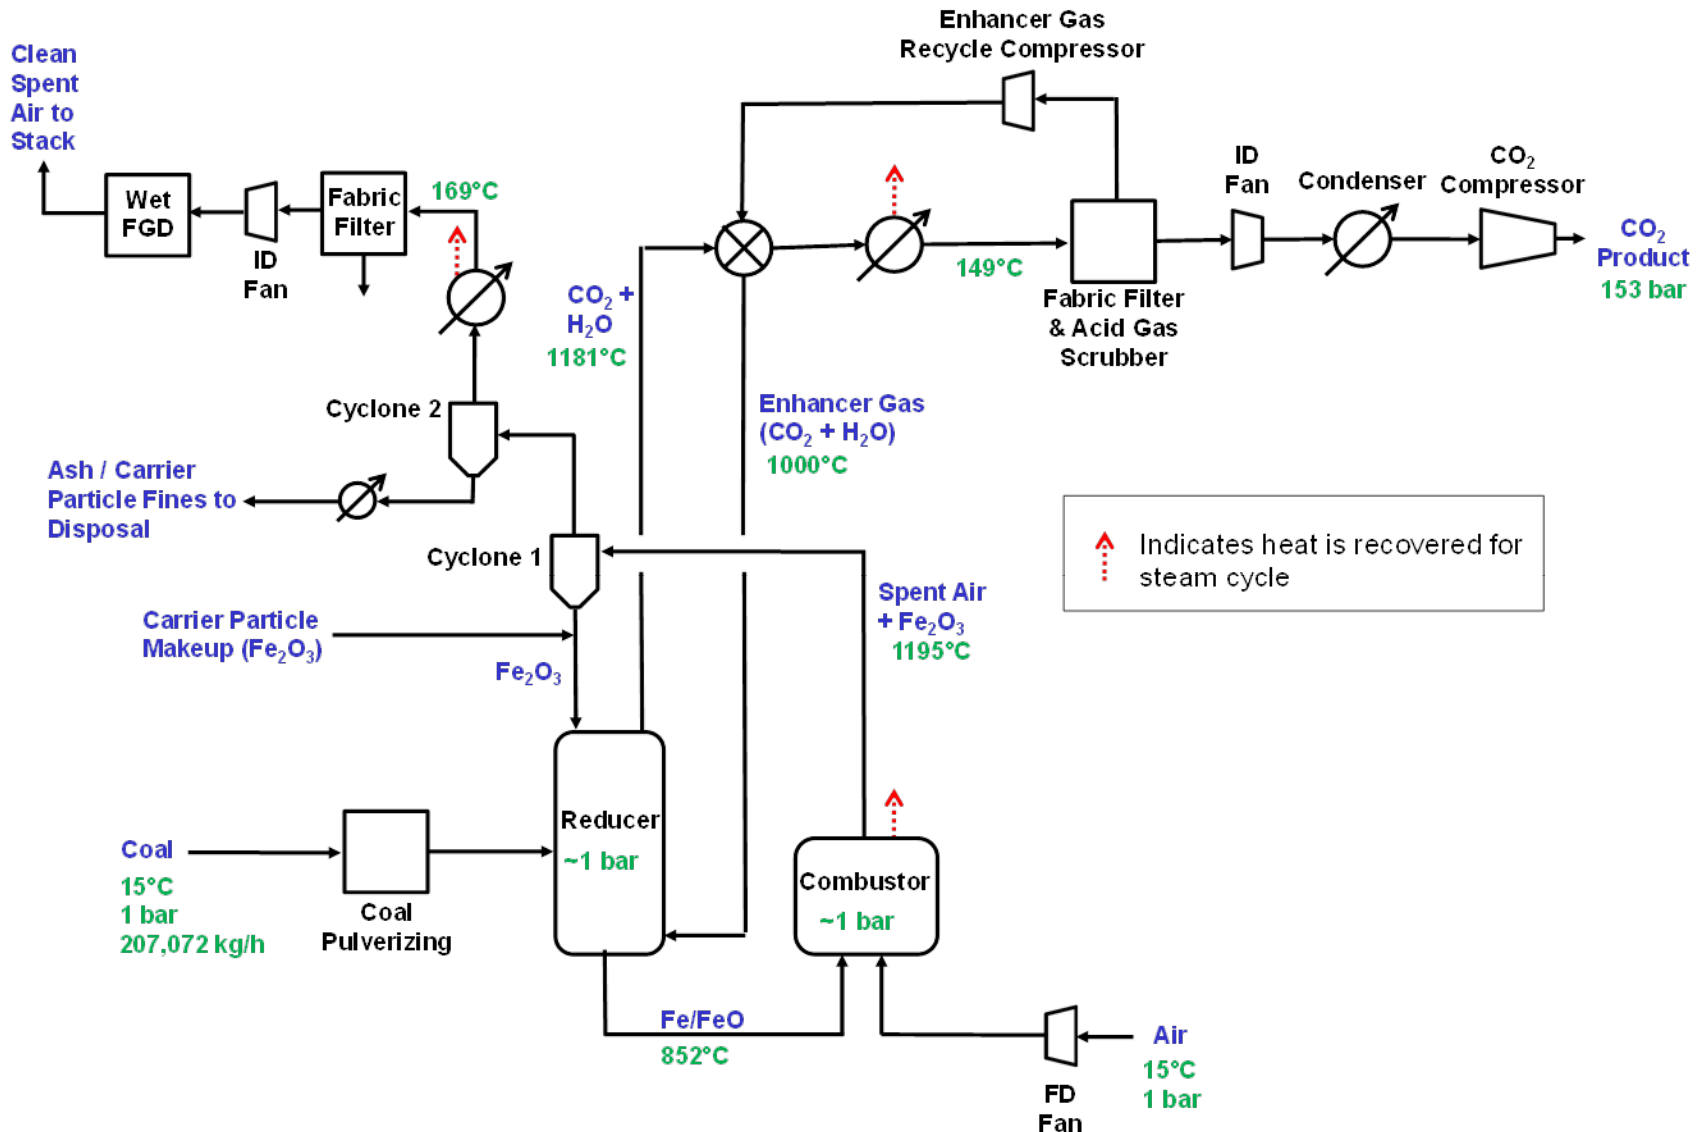 Enhancer Gas
Recycle Compressor
Clean
Spent
Air to
Stack
Wet
FGD
ID
Fan
Fabric
Filter
169°C
CO₂ +
H₂O
1181°C
149°C
Fabric Filter
& Acid Gas
Scrubber
ID
Fan
Condenser
CO₂
Compressor
CO₂
Product
153 bar
Cyclone 2
Enhancer Gas
(CO₂ + H₂O)
1000°C
Ash / Carrier
Particle Fines to
Disposal
Cyclone 1
Indicates heat is recovered for
steam cycle
Carrier Particle
Makeup (Fe₂O₃)
Fe₂O₃
Spent Air
+ Fe₂O₃
1195°C
Coal
15°C
1 bar
207,072 kg/h
Coal
Pulverizing
Reducer
~1 bar
Combustor
~1 bar
Fe/FeO
852°C
FD
Fan
Air
15°C
1 bar